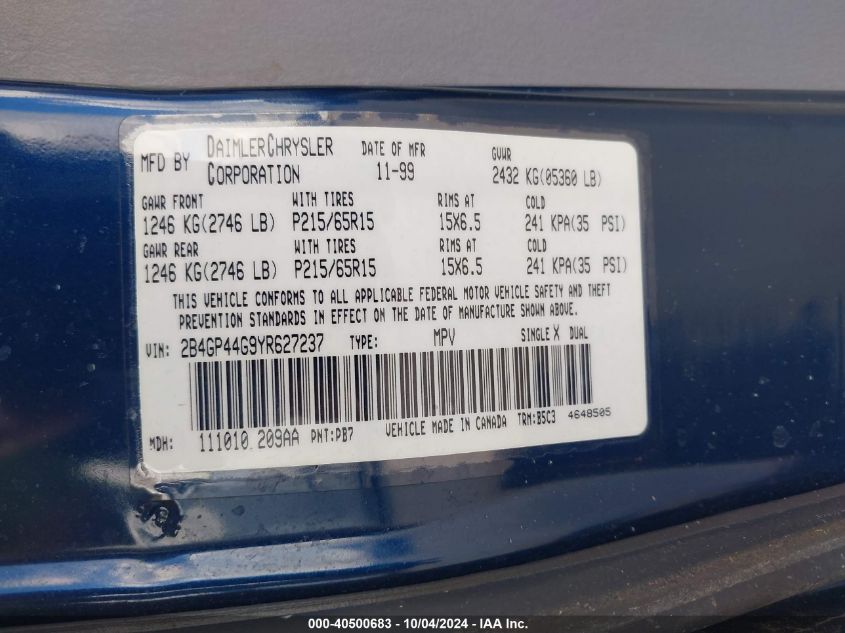 MFD BY DAIMLERCHRYSLER CORPORATION DATE OF MFR 11-99 GVWR 2432 KG(05360 LB)
GAWR FRONT WITH TIRES RIMS AT COLD
1246 KG(2746 LB) P215/65R15 15X6.5 241 KPA(35 PSI)
GAWR REAR WITH TIRES RIMS AT COLD
1246 KG(2746 LB) P215/65R15 15X6.5 241 KPA(35 PSI)
THIS VEHICLE CONFORMS TO ALL APPLICABLE FEDERAL MOTOR VEHICLE SAFETY AND THEFT
PREVENTION STANDARDS IN EFFECT ON THE DATE OF MANUFACTURE SHOWN ABOVE.
VIN: 2B4GP44G9YR627237 TYPE: MPV SINGLE X DUAL
MDH: 111010 209AA PNT:PB7 VEHICLE MADE IN CANADA TRM:B5C3 4648505
000-40500683 - 10/04/2024 - IAA Inc.